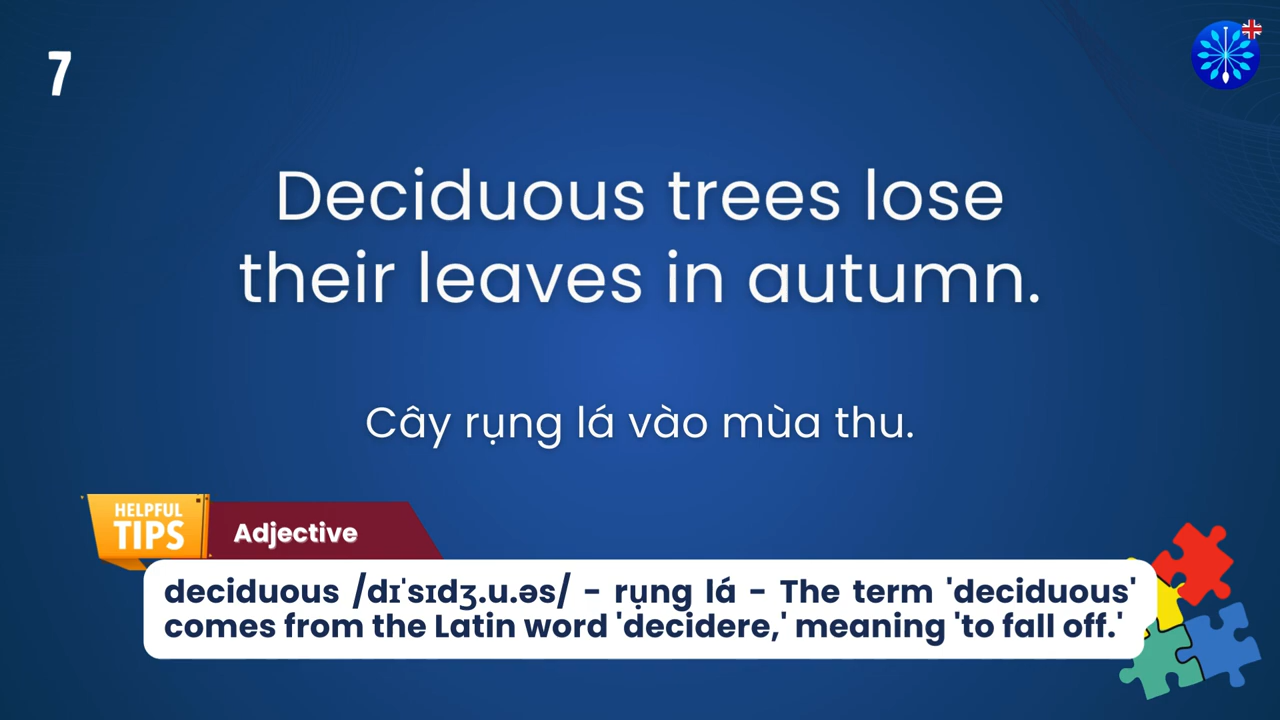 7
Deciduous trees lose
their leaves in autumn.
Cây rụng lá vào mùa thu.
HELPFUL
TIPS
Adjective
deciduous /dɪˈsɪdʒ.u.əs/ - rụng lá - The term 'deciduous'
comes from the Latin word 'decidere,' meaning 'to fall off.'